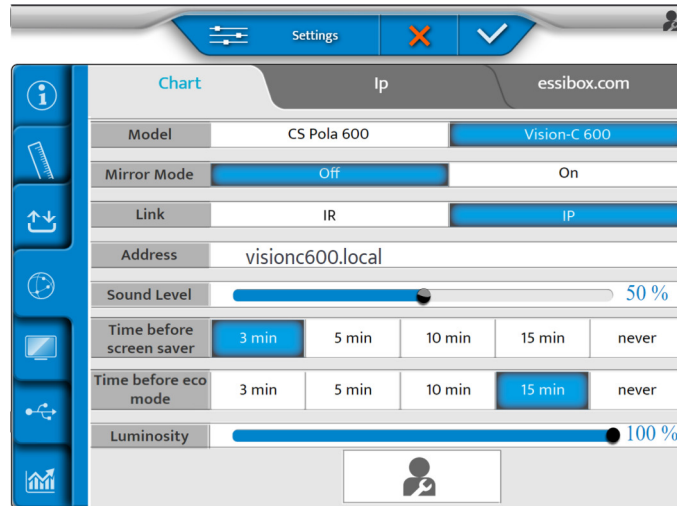 Settings
Chart Ip essibox.com
Model CS Pola 600 Vision-C 600
Mirror Mode Off On
Link IR IP
Address visionc600.local
Sound Level 50 %
Time before
screen saver 3 min 5 min 10 min 15 min never
Time before eco
mode 3 min 5 min 10 min 15 min never
Luminosity 100 %